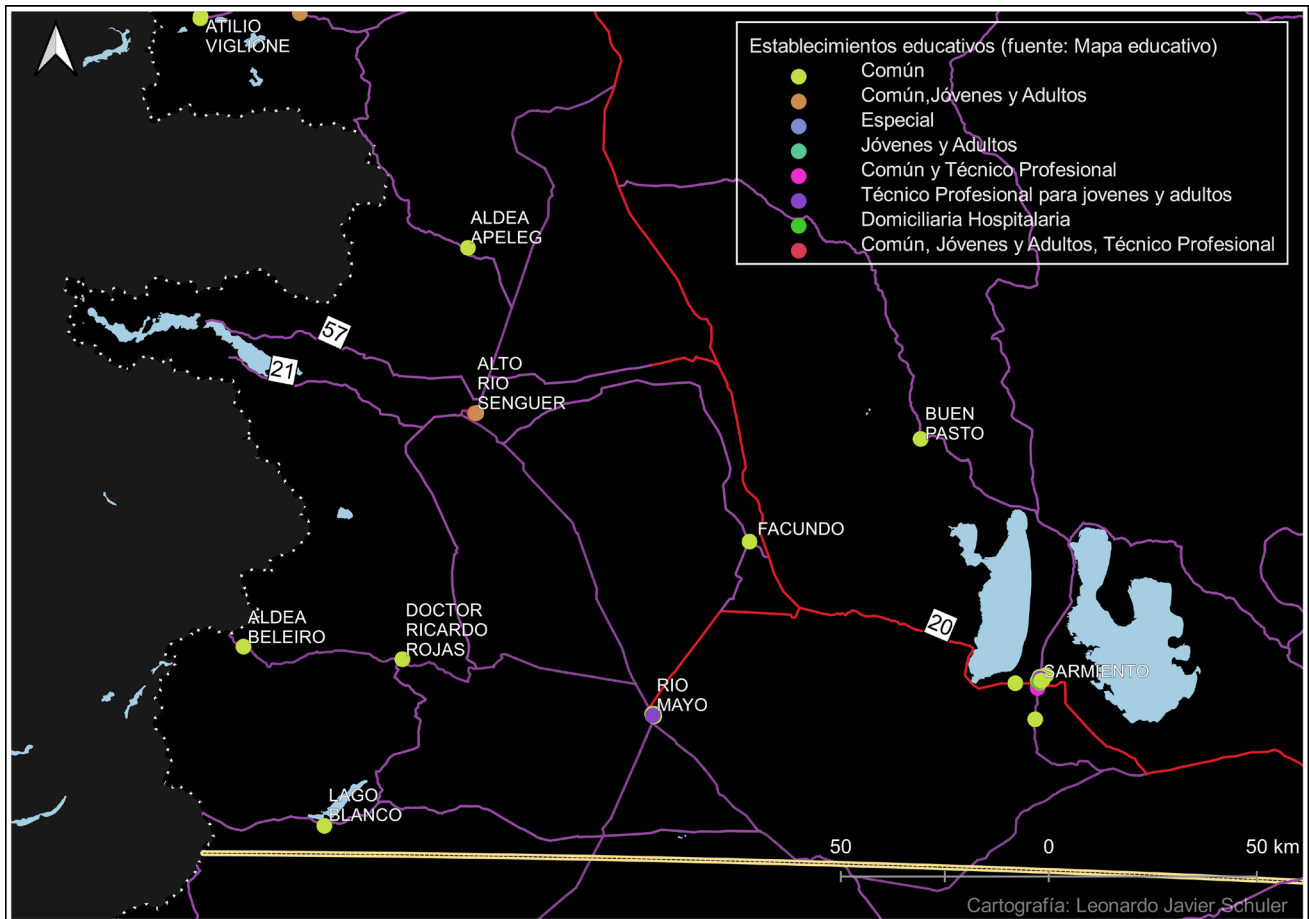 ATILIO
VIGLIONE
Establecimientos educativos (fuente: Mapa educativo)
Común
Común,Jóvenes y Adultos
Especial
Jóvenes y Adultos
Común y Técnico Profesional
Técnico Profesional para jovenes y adultos
Domiciliaria Hospitalaria
Común, Jóvenes y Adultos, Técnico Profesional
ALDEA
APELEG
57
21
ALTO
RIO
SENGUER
BUEN
PASTO
FACUNDO
ALDEA
BELEIRO
DOCTOR
RICARDO
ROJAS
20
SARMIENTO
RIO
MAYO
LAGO
BLANCO
50 0 50 km
Cartografía: Leonardo Javier Schuler